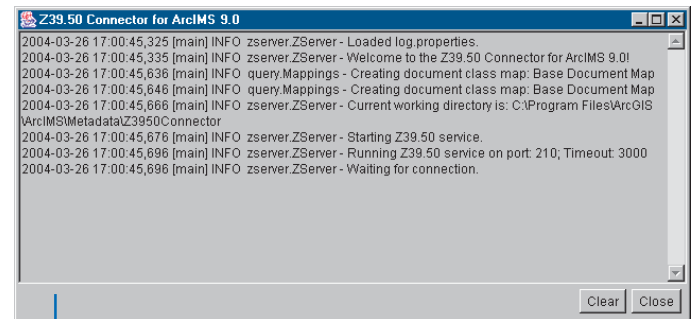 Z39.50 Connector for ArcIMS 9.0
2004-03-26 17:00:45,325 [main] INFO zserver.ZServer - Loaded log.properties.
2004-03-26 17:00:45,335 [main] INFO zserver.ZServer - Welcome to the Z39.50 Connector for ArcIMS 9.0!
2004-03-26 17:00:45,636 [main] INFO query.Mappings - Creating document class map: Base Document Map
2004-03-26 17:00:45,646 [main] INFO query.Mappings - Creating document class map: Base Document Map
2004-03-26 17:00:45,666 [main] INFO zserver.ZServer - Current working directory is: C:\Program Files\ArcGIS
\ArcIMS\Metadata\Z3950Connector
2004-03-26 17:00:45,676 [main] INFO zserver.ZServer - Starting Z39.50 service.
2004-03-26 17:00:45,696 [main] INFO zserver.ZServer - Running Z39.50 service on port: 210; Timeout: 3000
2004-03-26 17:00:45,696 [main] INFO zserver.ZServer - Waiting for connection.
Clear Close